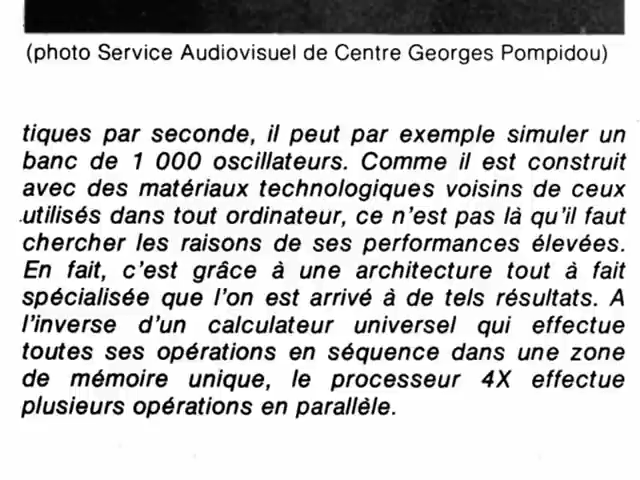 (photo Service Audiovisuel de Centre Georges Pompidou)
tiques par seconde, il peut par exemple simuler un
banc de 1 000 oscillateurs. Comme il est construit
avec des matériaux technologiques voisins de ceux
utilisés dans tout ordinateur, ce n'est pas là qu'il faut
chercher les raisons de ses performances élevées.
En fait, c'est grâce à une architecture tout à fait
spécialisée que l'on est arrivé à de tels résultats. A
l'inverse d'un calculateur universel qui effectue
toutes ses opérations en séquence dans une zone
de mémoire unique, le processeur 4X effectue
plusieurs opérations en parallèle.